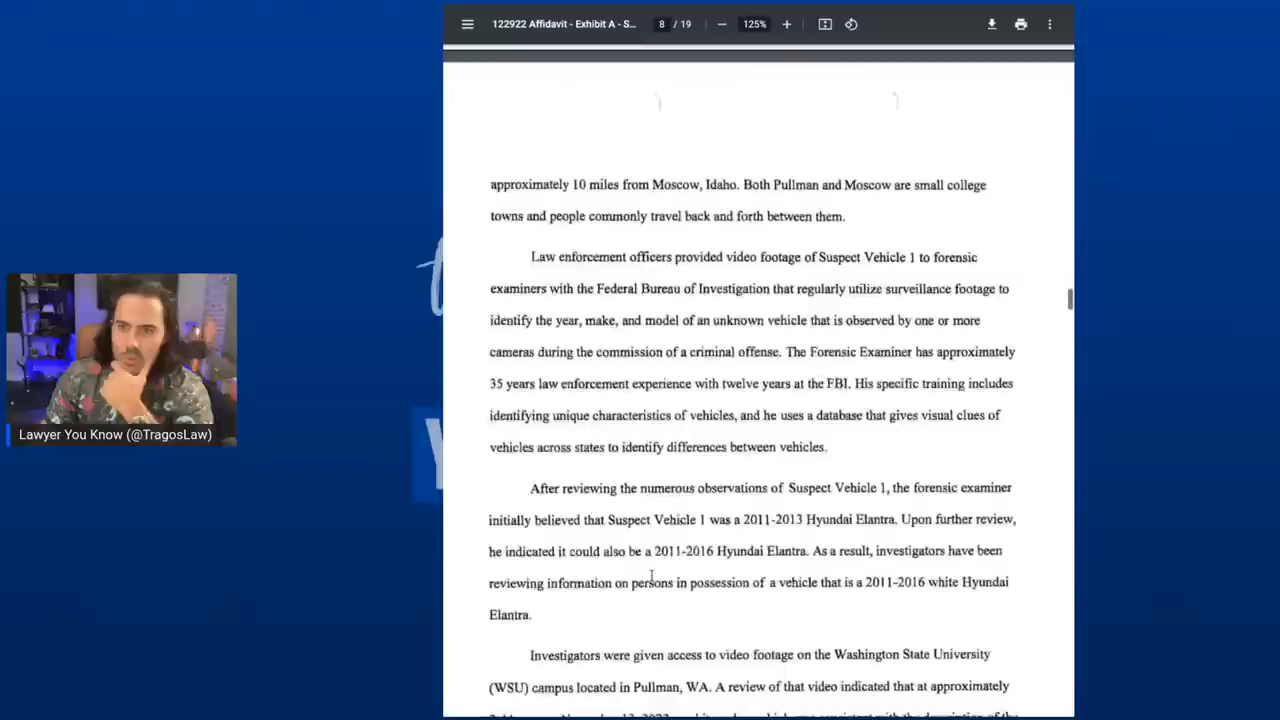 122922 Affidavit - Exhibit A - S...
8 / 19
125%
approximately 10 miles from Moscow, Idaho. Both Pullman and Moscow are small college
towns and people commonly travel back and forth between them.
Law enforcement officers provided video footage of Suspect Vehicle 1 to forensic
examiners with the Federal Bureau of Investigation that regularly utilize surveillance footage to
identify the year, make, and model of an unknown vehicle that is observed by one or more
cameras during the commission of a criminal offense. The Forensic Examiner has approximately
35 years law enforcement experience with twelve years at the FBI. His specific training includes
identifying unique characteristics of vehicles, and he uses a database that gives visual clues of
vehicles across states to identify differences between vehicles.
After reviewing the numerous observations of Suspect Vehicle 1, the forensic examiner
initially believed that Suspect Vehicle 1 was a 2011-2013 Hyundai Elantra. Upon further review,
he indicated it could also be a 2011-2016 Hyundai Elantra. As a result, investigators have been
reviewing information on persons in possession of a vehicle that is a 2011-2016 white Hyundai
Elantra.
Investigators were given access to video footage on the Washington State University
(WSU) campus located in Pullman, WA. A review of that video indicated that at approximately
Lawyer You Know (@TragosLaw)